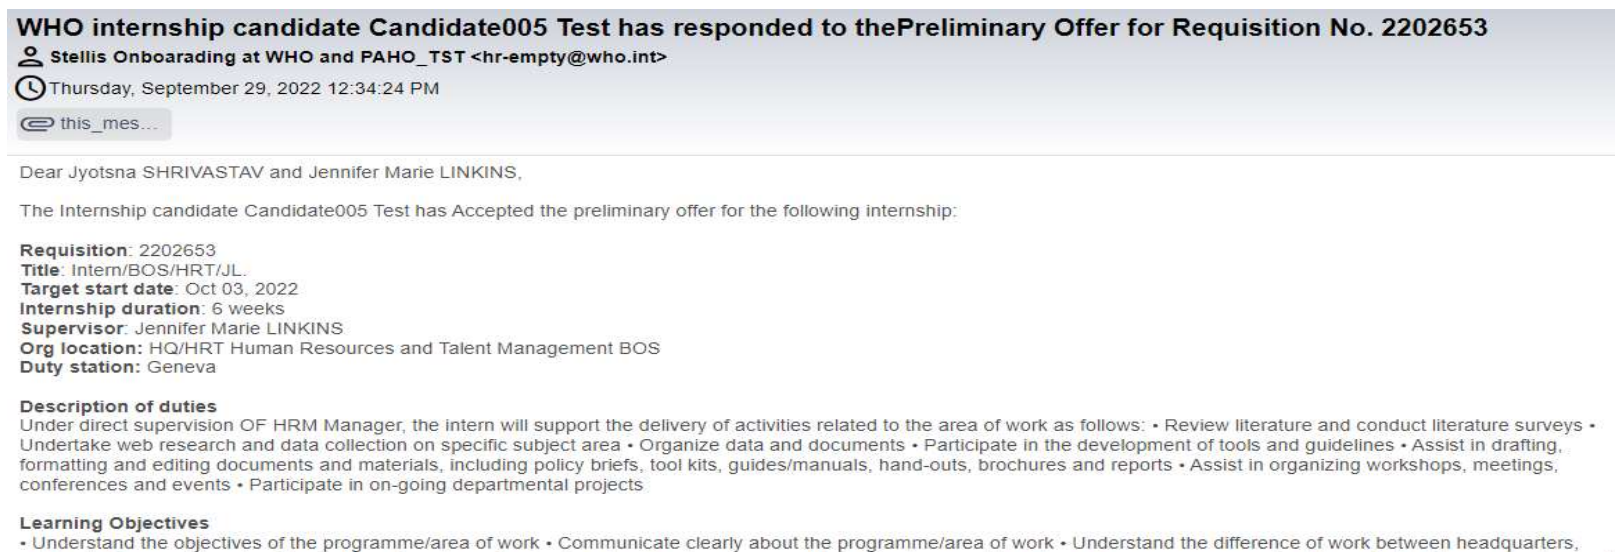 WHO internship candidate Candidate005 Test has responded to thePreliminary Offer for Requisition No. 2202653
Stellis Onboarading at WHO and PAHO_TST <hr-empty@who.int>
Thursday, September 29, 2022 12:34:24 PM
this_mes...
Dear Jyotsna SHRIVASTAV and Jennifer Marie LINKINS,
The Internship candidate Candidate005 Test has Accepted the preliminary offer for the following internship:
Requisition: 2202653
Title: Intern/BOS/HRT/JL.
Target start date: Oct 03, 2022
Internship duration: 6 weeks
Supervisor: Jennifer Marie LINKINS
Org location: HQ/HRT Human Resources and Talent Management BOS
Duty station: Geneva
Description of duties
Under direct supervision OF HRM Manager, the intern will support the delivery of activities related to the area of work as follows: • Review literature and conduct literature surveys •
Undertake web research and data collection on specific subject area • Organize data and documents • Participate in the development of tools and guidelines • Assist in drafting,
formatting and editing documents and materials, including policy briefs, tool kits, guides/manuals, hand-outs, brochures and reports • Assist in organizing workshops, meetings,
conferences and events • Participate in on-going departmental projects
Learning Objectives
• Understand the objectives of the programme/area of work • Communicate clearly about the programme/area of work • Understand the difference of work between headquarters,